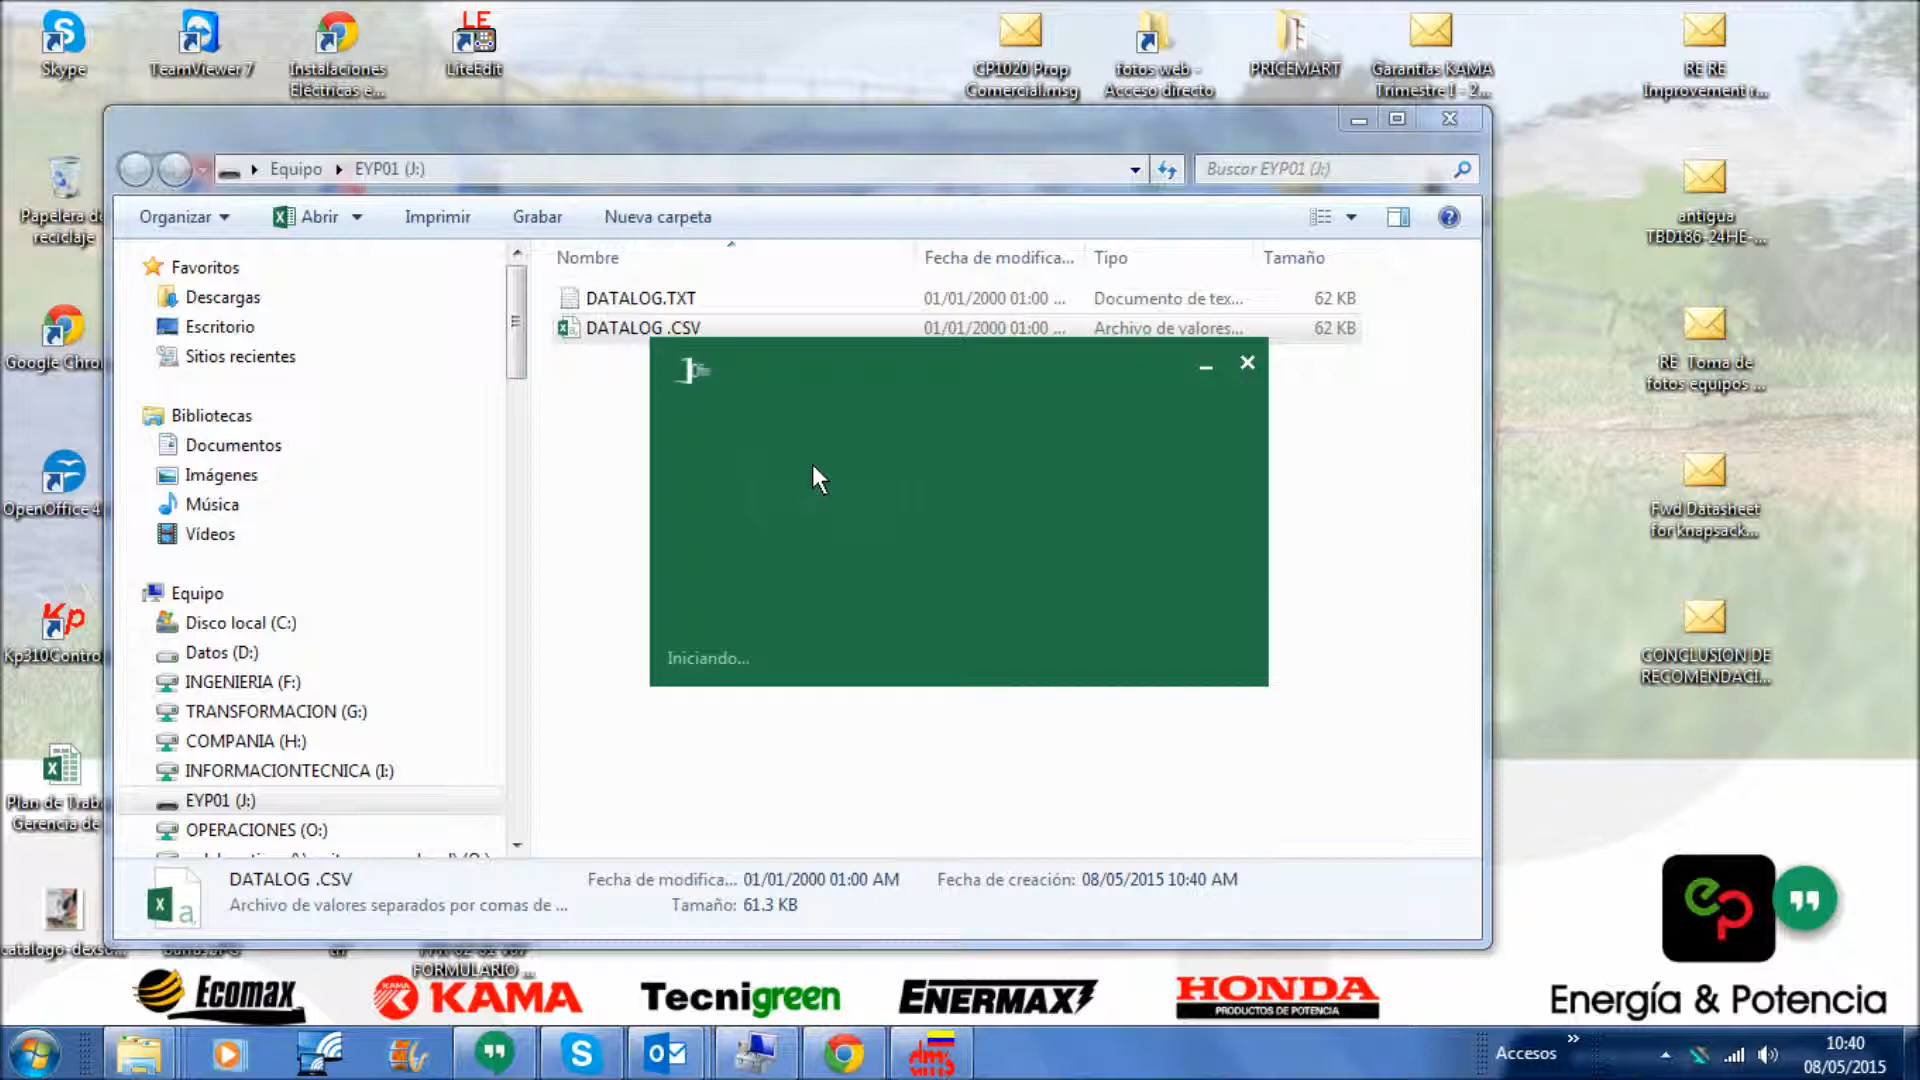 Skype
TeamViewer 7
Instalaciones
Eléctricas e...
LE
LiteEdit
CP1020 Prop
Comercial.msg
fotos web -
Acceso directo
PRICEMART
Garantias KAMA
Trimestre I - 2...
RE RE
Improvement r...
Equipo
EYP01 (J:)
Buscar EYP01 (J:)
Organizar
Abrir
Imprimir
Grabar
Nueva carpeta
Papelera de
reciclaje
antigua
TBD186-24HE-...
Favoritos
Descargas
Escritorio
Sitios recientes
Nombre
Fecha de modifica...
Tipo
Tamaño
DATALOG.TXT
01/01/2000 01:00 ...
Documento de tex...
62 KB
DATALOG .CSV
01/01/2000 01:00 ...
Archivo de valores...
62 KB
Google Chro
RE Toma de
fotos equipos ...
Bibliotecas
Documentos
Imágenes
Música
Vídeos
OpenOffice 4
Fwd Datasheet
for knapsack...
Equipo
Disco local (C:)
Datos (D:)
INGENIERIA (F:)
TRANSFORMACION (G:)
COMPANIA (H:)
INFORMACIONTECNICA (I:)
EYP01 (J:)
OPERACIONES (O:)
Iniciando...
Kp
Kp310Contro
CONCLUSION DE
RECOMENDACI...
Plan de Trab
Gerencia de
DATALOG .CSV
Fecha de modifica... 01/01/2000 01:00 AM
Fecha de creación: 08/05/2015 10:40 AM
Archivo de valores separados por comas de ...
Tamaño: 61.3 KB
catalogo-dexs...
FORMULARIO ...
ep
Ecomax
KAMA
KAMA
Tecnigreen
ENERMAX
HONDA
PRODUCTOS DE POTENCIA
Energía & Potencia
Accesos
10:40
08/05/2015